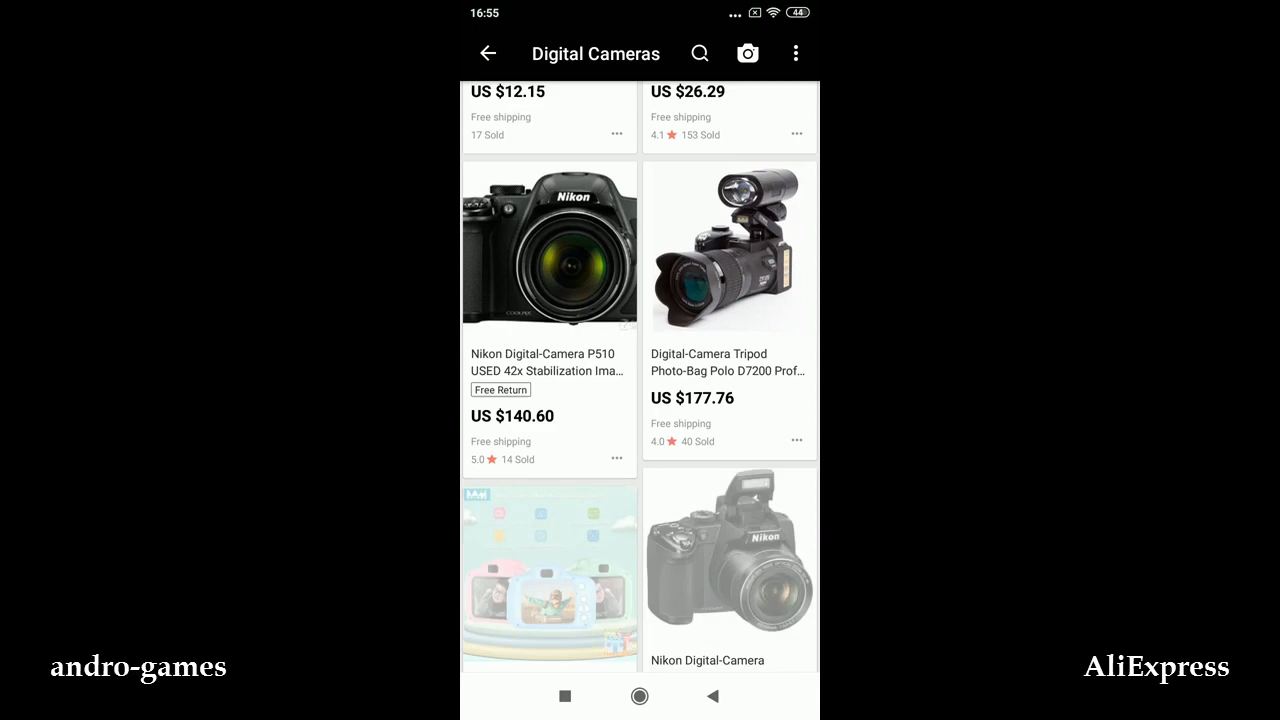 16:55
44
Digital Cameras
US $12.15
Free shipping
17 Sold
US $26.29
Free shipping
4.1 153 Sold
Nikon
COOLPIX
Nikon Digital-Camera P510
USED 42x Stabilization Ima...
Free Return
US $140.60
Free shipping
5.0 14 Sold
Digital-Camera Tripod
Photo-Bag Polo D7200 Prof...
US $177.76
Free shipping
4.0 40 Sold
Nikon
Nikon Digital-Camera
andro-games
AliExpress